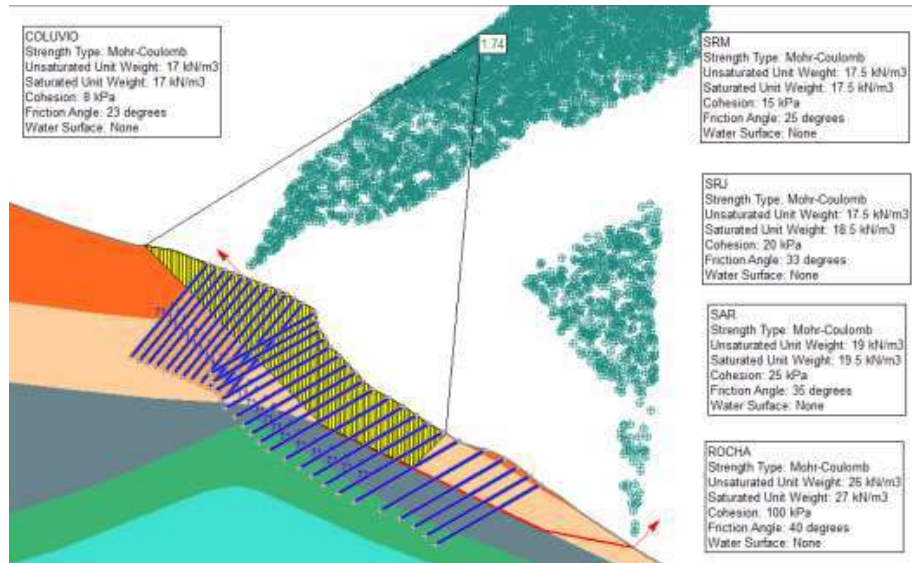 COLUVIO
Strength Type: Mohr-Coulomb
Unsaturated Unit Weight: 17 kN/m3
Saturated Unit Weight: 17 kN/m3
Cohesion: 8 kPa
Friction Angle: 23 degrees
Water Surface: None
1.74
SRM
Strength Type: Mohr-Coulomb
Unsaturated Unit Weight: 17.5 kN/m3
Saturated Unit Weight: 17.5 kN/m3
Cohesion: 15 kPa
Friction Angle: 25 degrees
Water Surface: None
SRJ
Strength Type: Mohr-Coulomb
Unsaturated Unit Weight: 17.5 kN/m3
Saturated Unit Weight: 18.5 kN/m3
Cohesion: 20 kPa
Friction Angle: 33 degrees
Water Surface: None
SAR
Strength Type: Mohr-Coulomb
Unsaturated Unit Weight: 19 kN/m3
Saturated Unit Weight: 19.5 kN/m3
Cohesion: 25 kPa
Friction Angle: 35 degrees
Water Surface: None
ROCHA
Strength Type: Mohr-Coulomb
Unsaturated Unit Weight: 26 kN/m3
Saturated Unit Weight: 27 kN/m3
Cohesion: 100 kPa
Friction Angle: 40 degrees
Water Surface: None